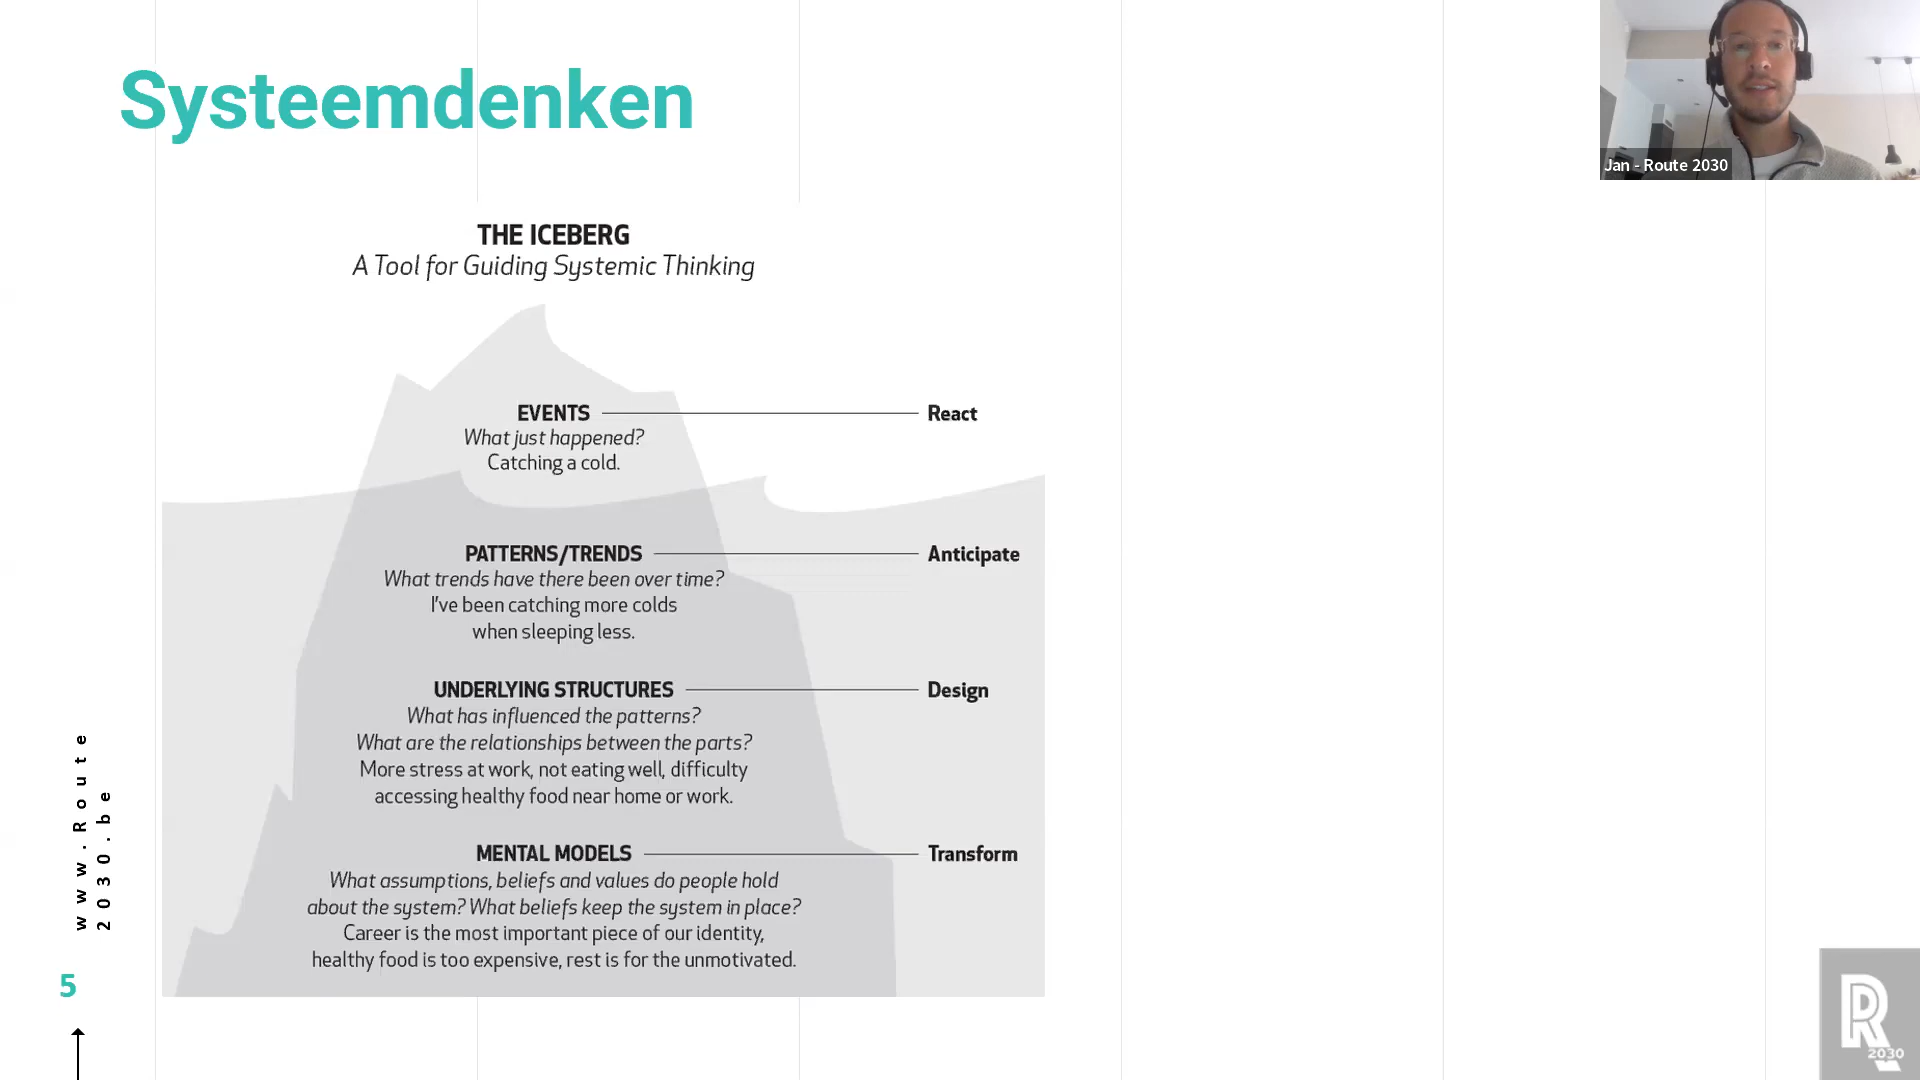 Systeemdenken
Jan - Route 2030
THE ICEBERG
A Tool for Guiding Systemic Thinking
EVENTS
React
What just happened?
Catching a cold.
PATTERNS/TRENDS
Anticipate
What trends have there been over time?
I've been catching more colds
when sleeping less.
UNDERLYING STRUCTURES
Design
What has influenced the patterns?
What are the relationships between the parts?
More stress at work, not eating well, difficulty
accessing healthy food near home or work.
MENTAL MODELS
Transform
What assumptions, beliefs and values do people hold
about the system? What beliefs keep the system in place?
Career is the most important piece of our identity,
healthy food is too expensive, rest is for the unmotivated.
www.Route
2030.be
5
R
2030